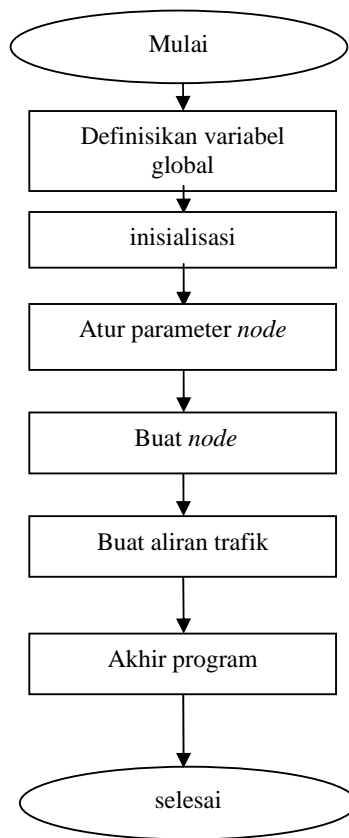 Mulai
Definisikan variabel
global
inisialisasi
Atur parameter node
Buat node
Buat aliran trafik
Akhir program
selesai